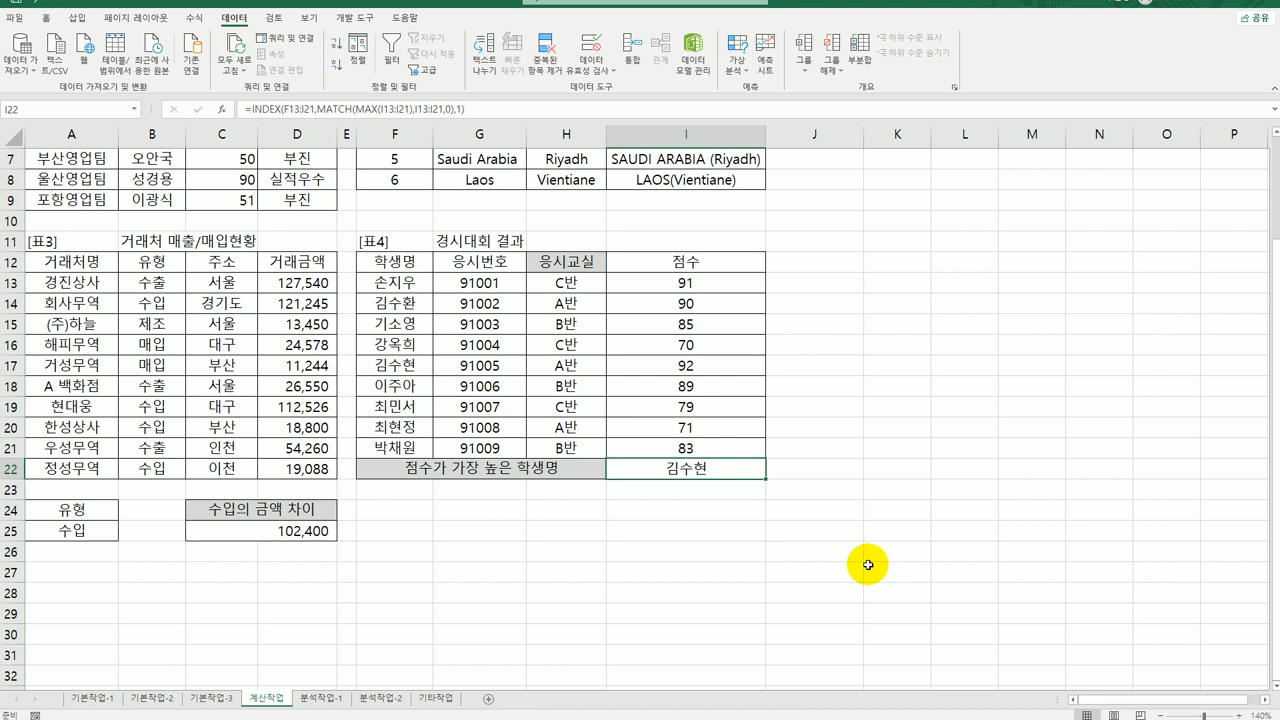 파일 홈 삽입 페이지 레이아웃 수식 데이터 검토 보기 개발 도구 도움말 공유
데이터 가져오기 텍스트/CSV 웹 테이블/범위에서 최근에 사용한 원본 기존 연결
모두 새로 고침 쿼리 및 연결 속성 연결 편집
정렬 필터 지우기 다시 적용 고급
텍스트 나누기 빠른 채우기 중복된 항목 제거 데이터 유효성 검사 통합 관계 데이터 모델 관리
가상 분석 예측 시트 그룹 그룹 해제 부분합 하위 수준 표시 하위 수준 숨기기
데이터 가져오기 및 변환 쿼리 및 연결 정렬 및 필터 데이터 도구 예측 개요
I22 fx =INDEX(F13:I21,MATCH(MAX(I13:I21),I13:I21,0),1)
A B C D E F G H I J K L M N O P
7 부산영업팀 오안국 50 부진 5 Saudi Arabia Riyadh SAUDI ARABIA (Riyadh)
8 울산영업팀 성경용 90 실적우수 6 Laos Vientiane LAOS(Vientiane)
9 포항영업팀 이광식 51 부진
10
11 [표3] 거래처 매출/매입현황 [표4] 경시대회 결과
12 거래처명 유형 주소 거래금액 학생명 응시번호 응시교실 점수
13 경진상사 수출 서울 127,540 손지우 91001 C반 91
14 회사무역 수입 경기도 121,245 김수환 91002 A반 90
15 (주)하늘 제조 서울 13,450 기소영 91003 B반 85
16 해피무역 매입 대구 24,578 강옥희 91004 C반 70
17 거성무역 매입 부산 11,244 김수현 91005 A반 92
18 A 백화점 수출 서울 26,550 이주아 91006 B반 89
19 현대웅 수입 대구 112,526 최민서 91007 C반 79
20 한성상사 수입 부산 18,800 최현정 91008 A반 71
21 우성무역 수출 인천 54,260 박채원 91009 B반 83
22 정성무역 수입 이천 19,088 점수가 가장 높은 학생명 김수현
23
24 유형 수입의 금액 차이
25 수입 102,400
26
27
28
29
30
31
32
기본작업-1 기본작업-2 기본작업-3 계산작업 분석작업-1 분석작업-2 기타작업
준비 140%